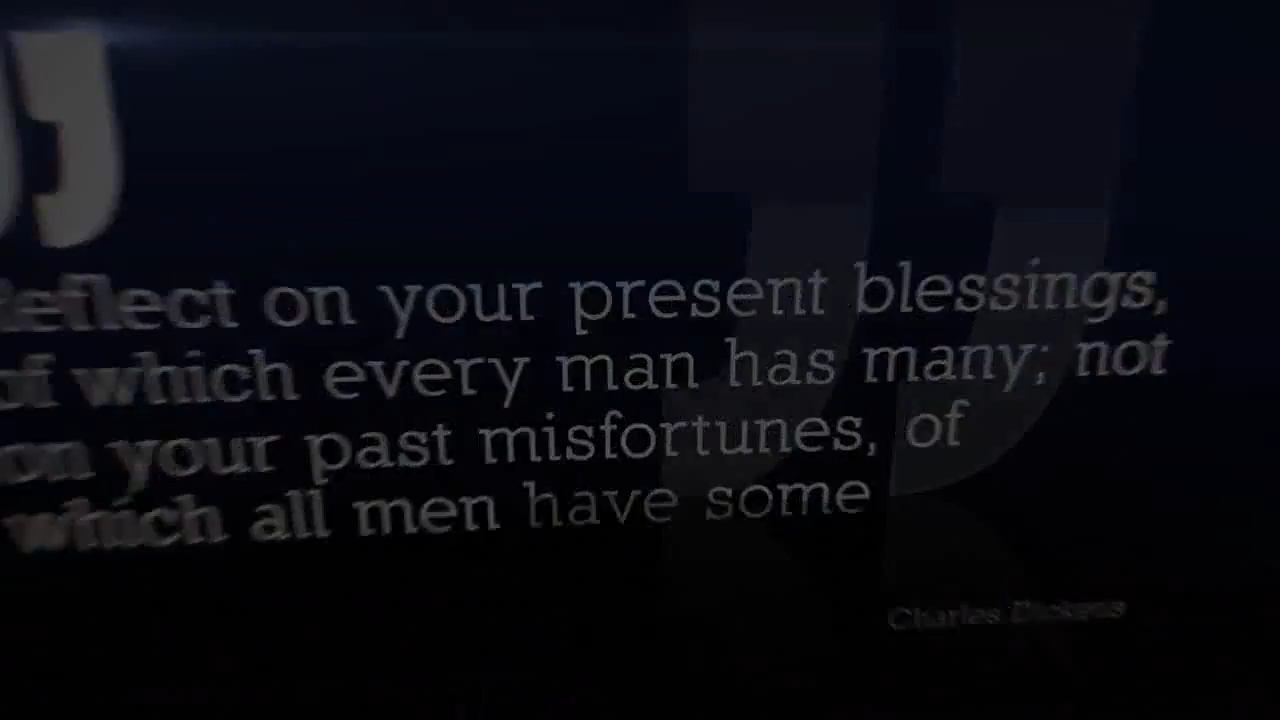 Reflect on your present blessings,
of which every man has many; not
on your past misfortunes, of
which all men have some
Charles Dickens